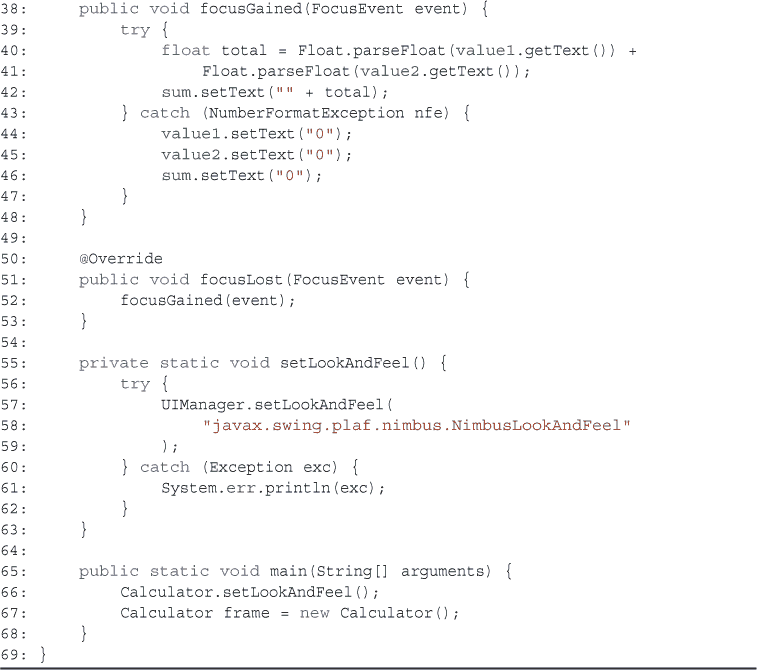 38:     public void focusGained(FocusEvent event) {
39:         try {
40:             float total = Float.parseFloat(value1.getText()) +
41:                 Float.parseFloat(value2.getText());
42:             sum.setText("" + total);
43:         } catch (NumberFormatException nfe) {
44:             value1.setText("0");
45:             value2.setText("0");
46:             sum.setText("0");
47:         }
48:     }
49:
50:     @Override
51:     public void focusLost(FocusEvent event) {
52:         focusGained(event);
53:     }
54:
55:     private static void setLookAndFeel() {
56:         try {
57:             UIManager.setLookAndFeel(
58:                 "javax.swing.plaf.nimbus.NimbusLookAndFeel"
59:             );
60:         } catch (Exception exc) {
61:             System.err.println(exc);
62:         }
63:     }
64:
65:     public static void main(String[] arguments) {
66:         Calculator.setLookAndFeel();
67:         Calculator frame = new Calculator();
68:     }
69: }